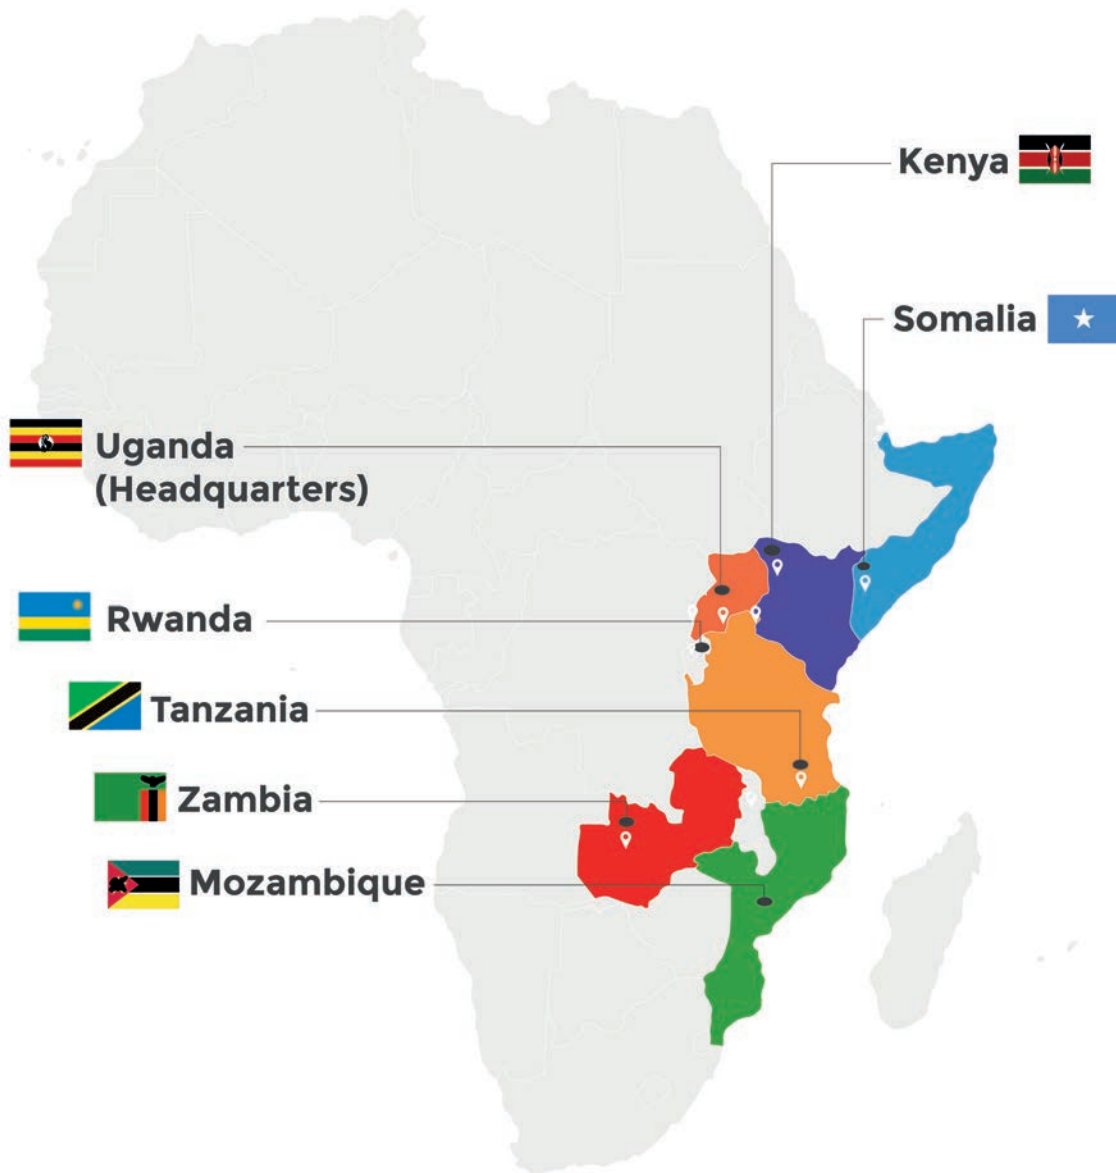 Kenya
Somalia
Uganda
(Headquarters)
Rwanda
Tanzania
Zambia
Mozambique